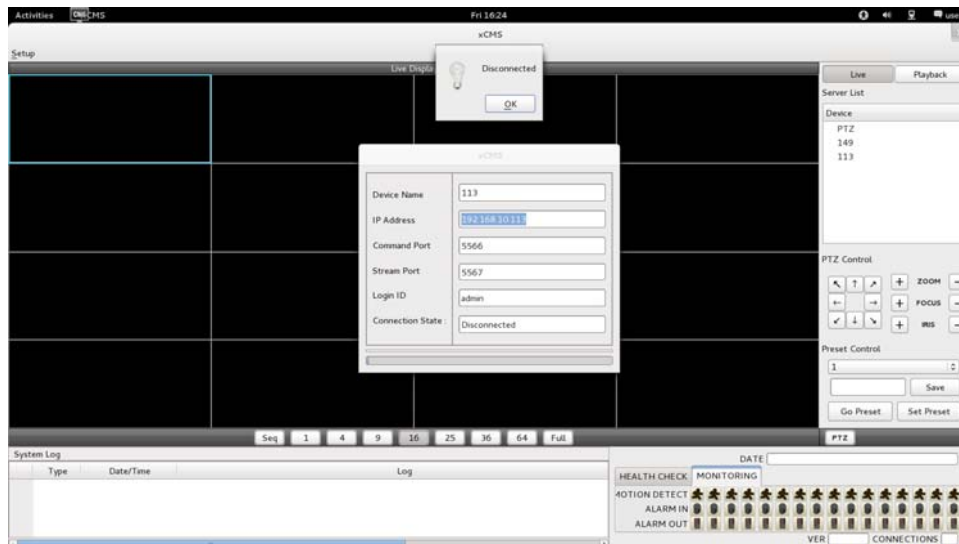 Activities CMS xCMS Fri 16:24 use
xCMS
Setup
Live Displa
Disconnected
OK
Live Playback
Server List
Device
PTZ
149
113
xCMS
Device Name 113
IP Address 192.168.10.113
Command Port 5566
Stream Port 5567
Login ID admin
Connection State : Disconnected
PTZ Control
ZOOM
FOCUS
IRIS
Preset Control
1
Save
Go Preset Set Preset
Seq 1 4 9 16 25 36 64 Full PTZ
System Log
Type Date/Time Log
DATE
HEALTH CHECK MONITORING
MOTION DETECT
ALARM IN
ALARM OUT
VER CONNECTIONS